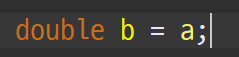 double b = a;